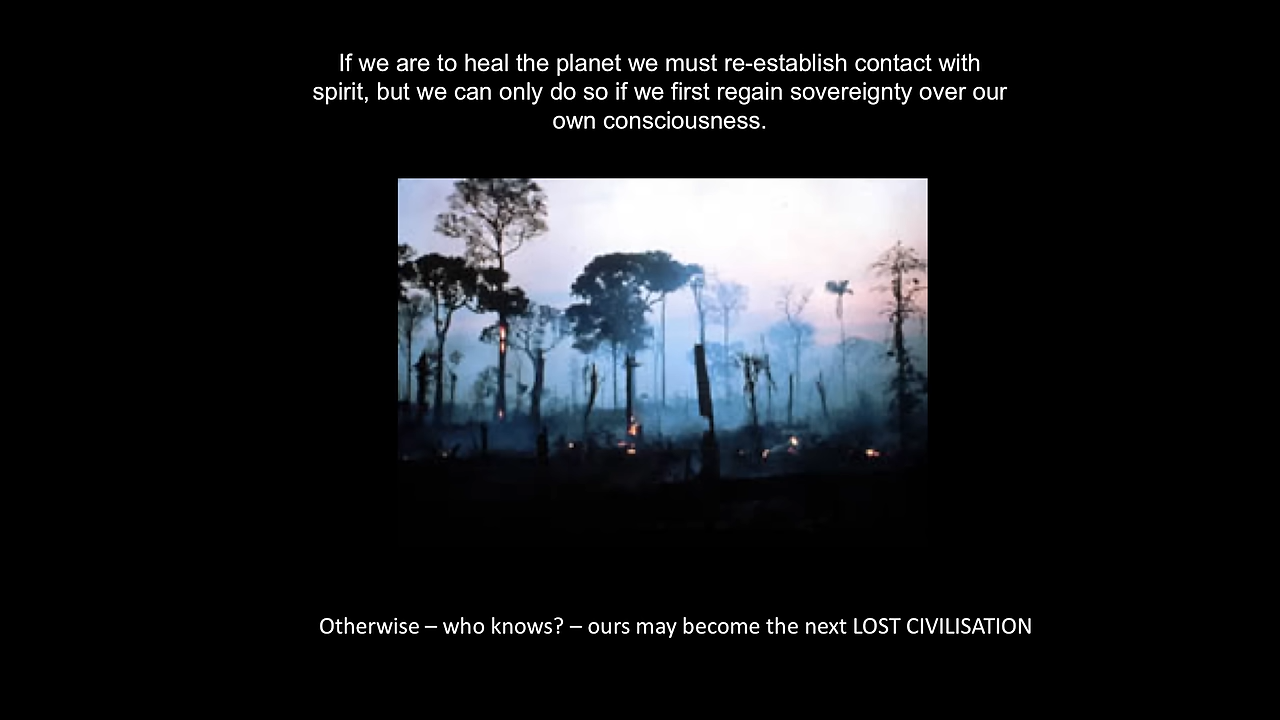 If we are to heal the planet we must re-establish contact with
spirit, but we can only do so if we first regain sovereignty over our
own consciousness.
Otherwise – who knows? – ours may become the next LOST CIVILISATION